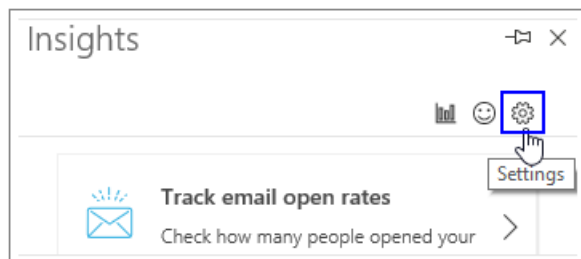 Insights
Settings
Track email open rates
Check how many people opened your